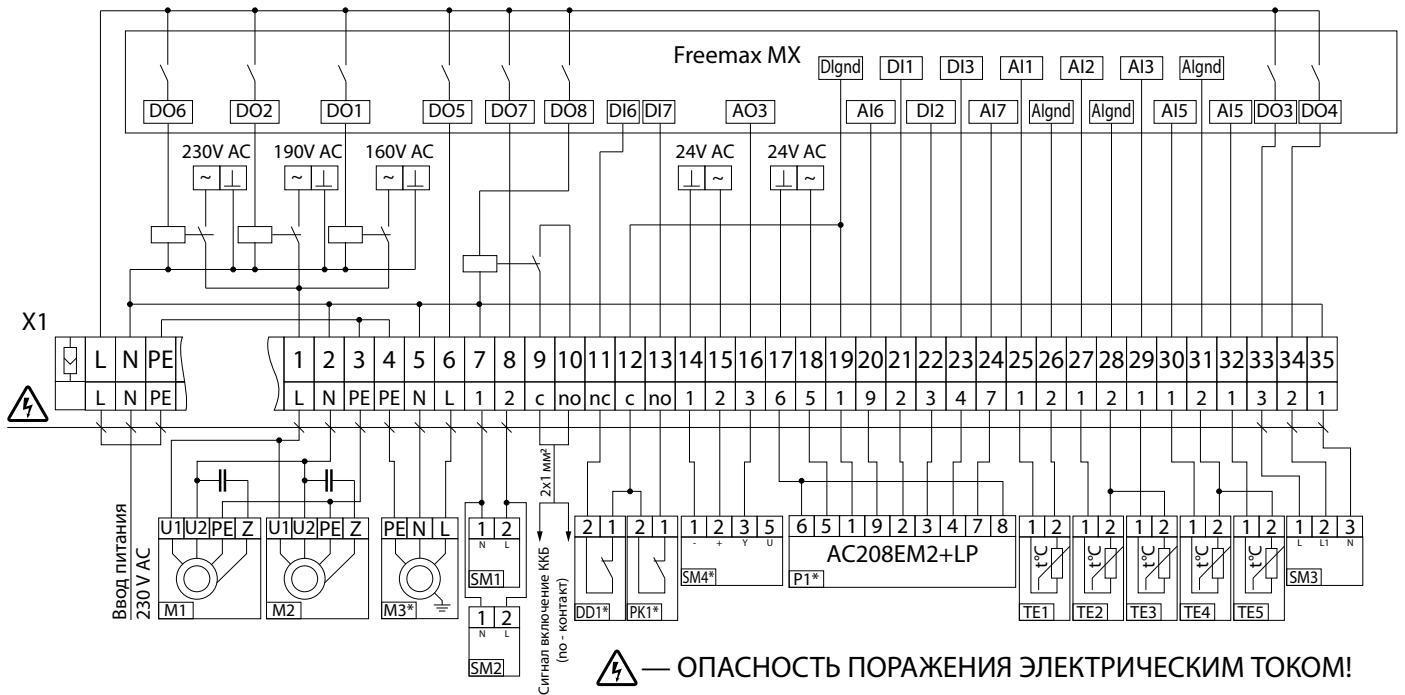 Freemax MX
DIgnd DI1 DI3 AI1 AI2 AI3 AIgnd
DO6 DO2 DO1 DO5 DO7 DO8 DI6 DI7 AO3 AI6 DI2 AI7 AIgnd AIgnd AI5 AI5 DO3 DO4
230V AC 190V AC 160V AC 24V AC 24V AC
~ ~ ~ ~ ~
X1
L N PE 1 2 3 4 5 6 7 8 9 10 11 12 13 14 15 16 17 18 19 20 21 22 23 24 25 26 27 28 29 30 31 32 33 34 35
L N PE L N PE PE N L 1 2 c no nc c no 1 2 3 6 5 1 9 2 3 4 7 1 2 1 2 1 1 2 1 3 2 1
Ввод питания
230 V AC
U1 U2 PE Z
M1
U1 U2 PE Z
M2
PE N L
M3*
1 2
N L
SM1
1 2
N L
SM2
2x1 mm²
Сигнал включение ККБ
(no - контакт)
2 1
DD1*
2 1
PK1*
1 2 3 5
- + Y U
SM4*
6 5 1 9 2 3 4 7 8
AC208EM2+LP
P1*
1 2
t°C
TE1
1 2
t°C
TE2
1 2
t°C
TE3
1 2
t°C
TE4
1 2
t°C
TE5
1 2 3
L L1 N
SM3
— ОПАСНОСТЬ ПОРАЖЕНИЯ ЭЛЕКТРИЧЕСКИМ ТОКОМ!